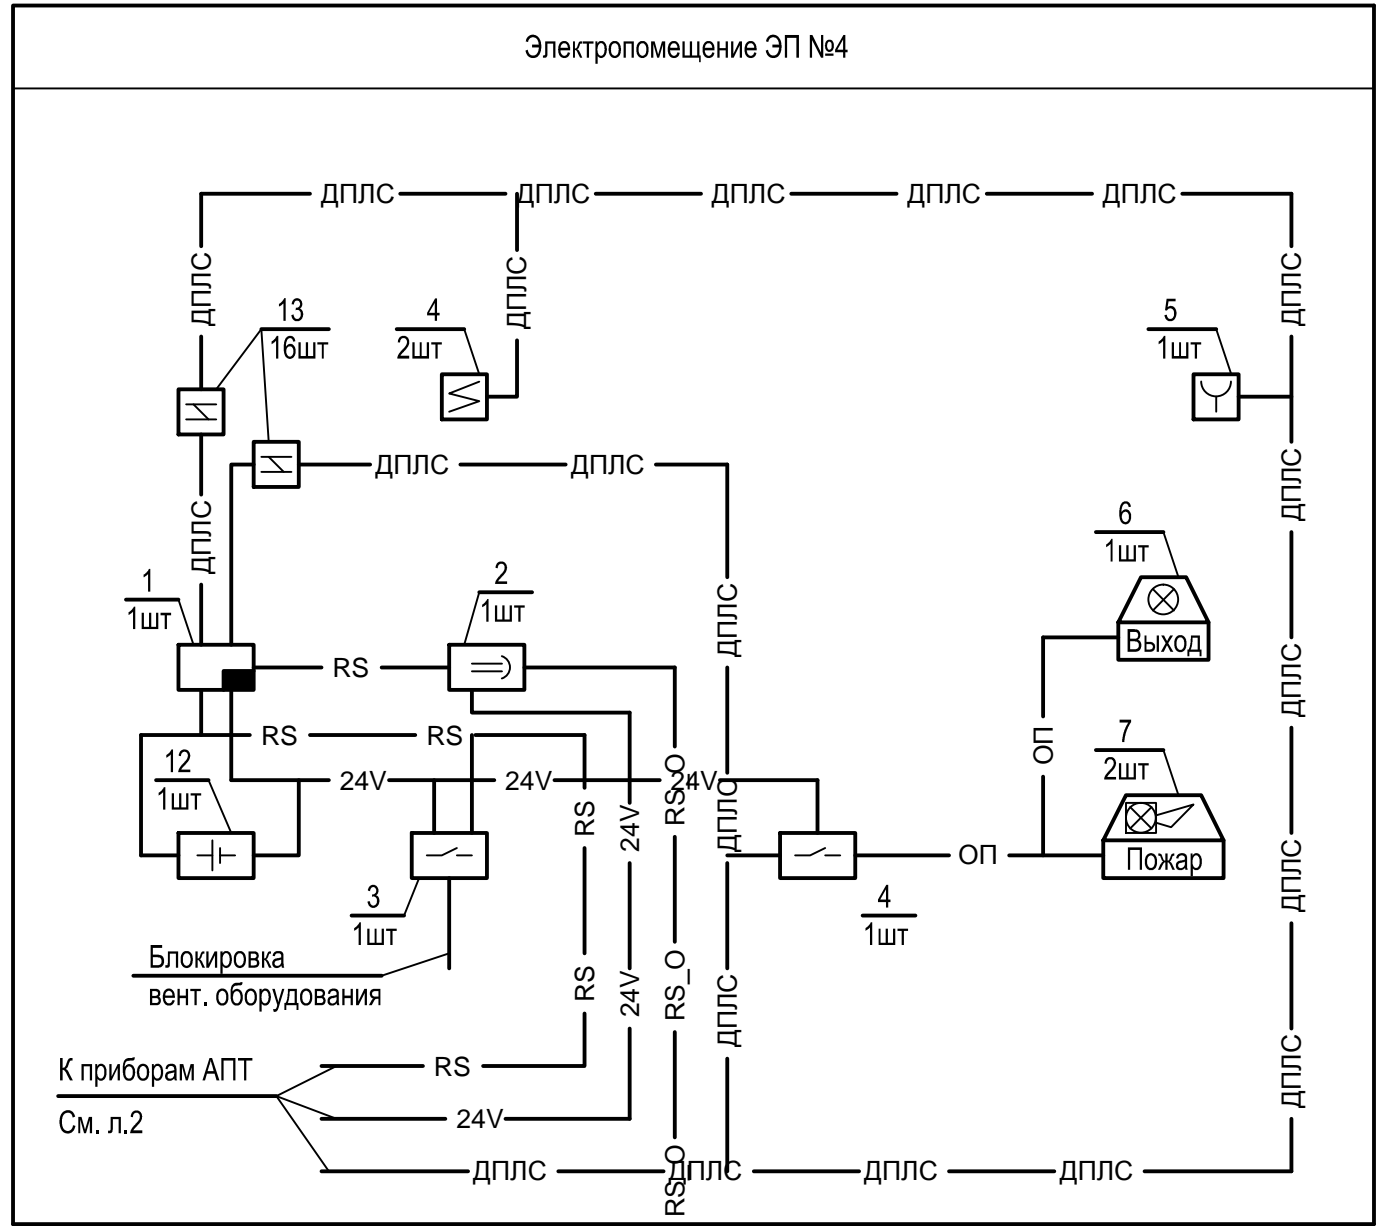 Электропомещение ЭП №4
ДПЛС ДПЛС ДПЛС ДПЛС ДПЛС
ДПЛС
ДПЛС
ДПЛС
13
16шт
4
2шт
5
1шт
ДПЛС ДПЛС
ДПЛС
ДПЛС
6
1шт
Выход
1
1шт
2
1шт
ДПЛС
RS
ДПЛС
RS RS
ОП
7
2шт
Пожар
12
1шт
24V 24V 24V
RS_O
RS
24V
ДПЛС
ОП
ДПЛС
3
1шт
4
1шт
Блокировка
вент. оборудования
RS
24V
RS_O
ДПЛС
К приборам АПТ
См. л.2
RS
24V
ДПЛС
ДПЛС ДПЛС ДПЛС ДПЛС
RS_O